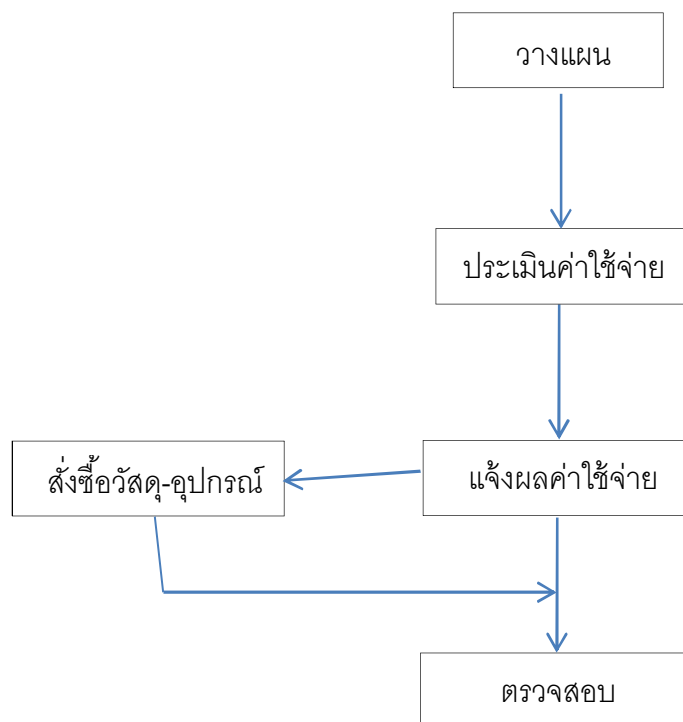 วางแผน
ประเมินค่าใช้จ่าย
สั่งซื้อวัสดุ-อุปกรณ์
แจ้งผลค่าใช้จ่าย
ตรวจสอบ